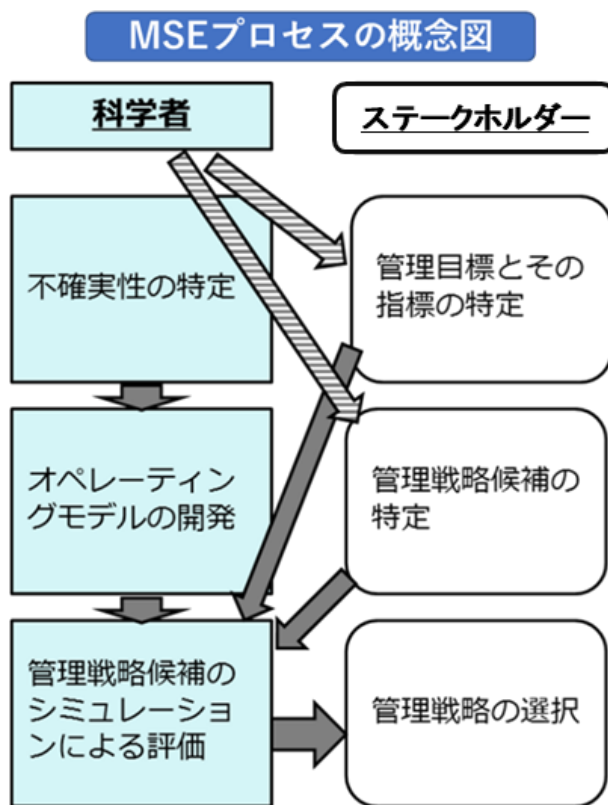 MSEプロセスの概念図
科学者
ステークホルダー
不確実性の特定
管理目標とその
指標の特定
オペレーティン
グモデルの開発
管理戦略候補の
特定
管理戦略候補の
シミュレーショ
ンによる評価
管理戦略の選択